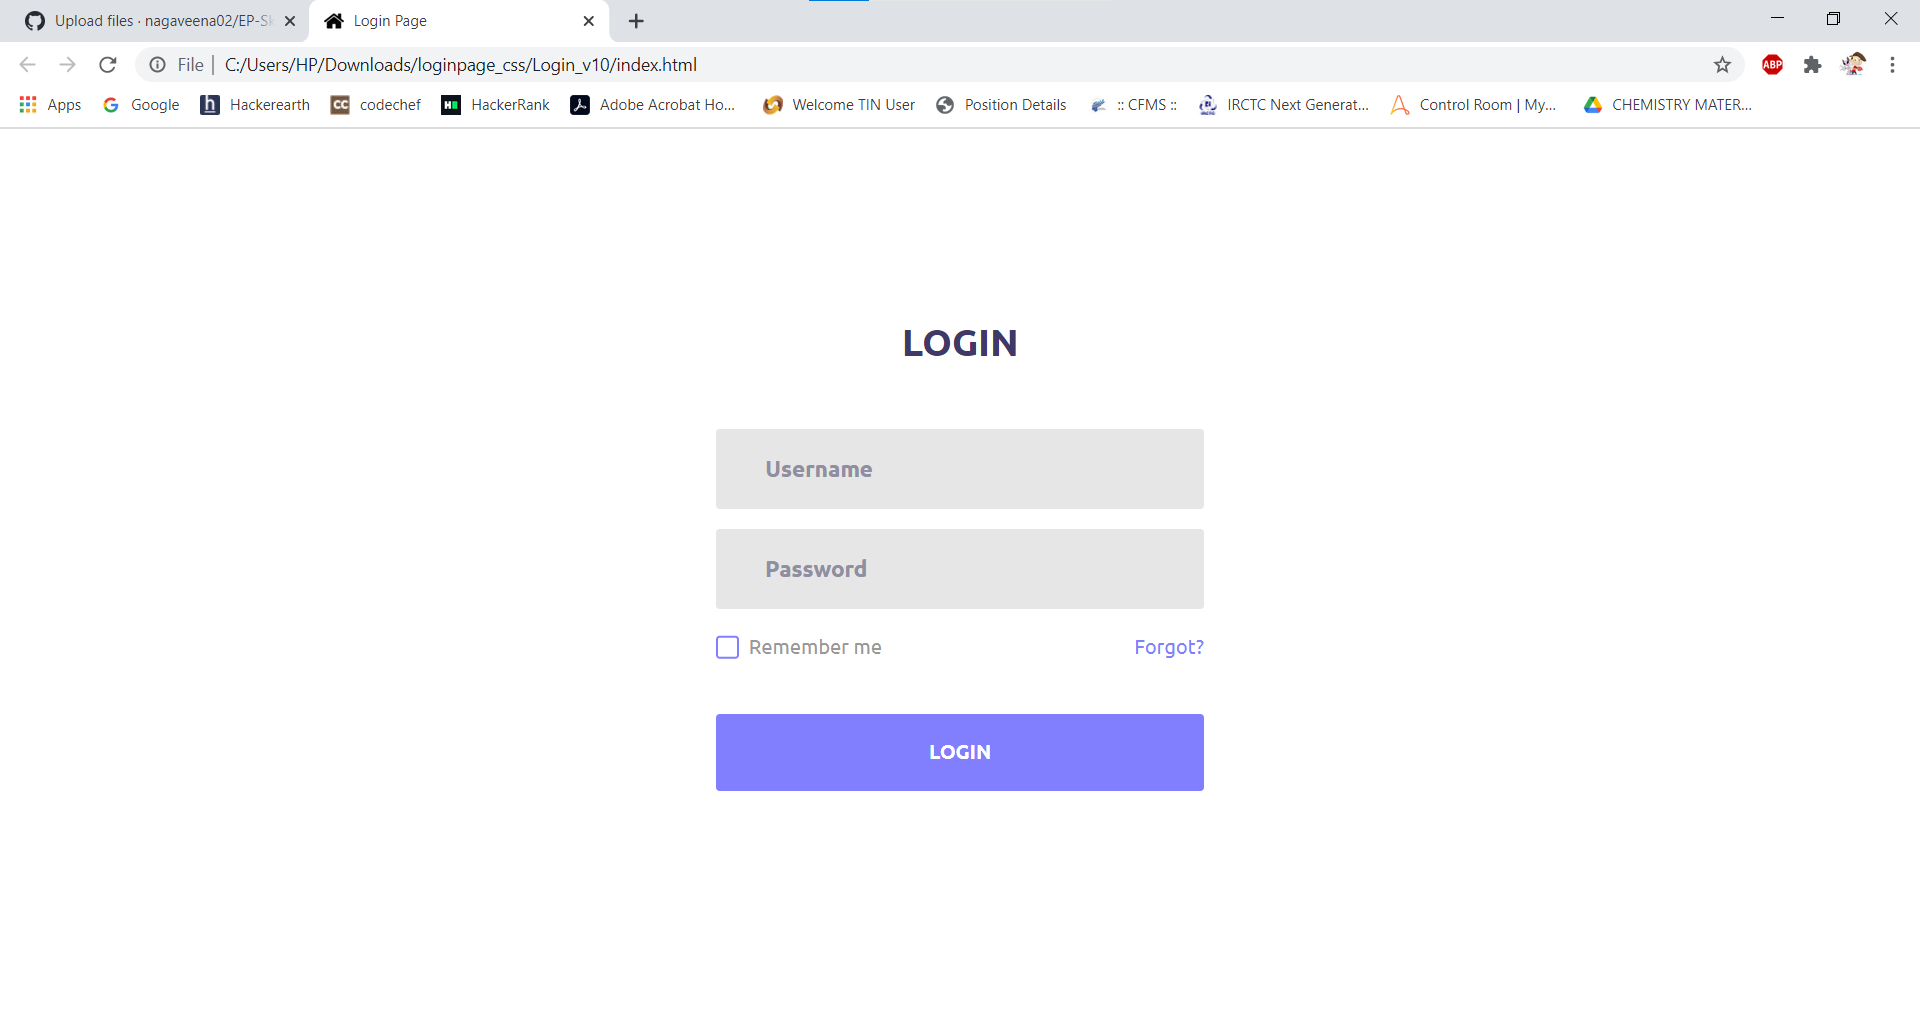 Upload files · nagaveena02/EP-Sk
Login Page
File | C:/Users/HP/Downloads/loginpage_css/Login_v10/index.html
ABP
Apps Google Hackerearth codechef HackerRank Adobe Acrobat Ho... Welcome TIN User Position Details :: CFMS :: IRCTC Next Generat... Control Room | My... CHEMISTRY MATER...
LOGIN
Username
Password
Remember me Forgot?
LOGIN